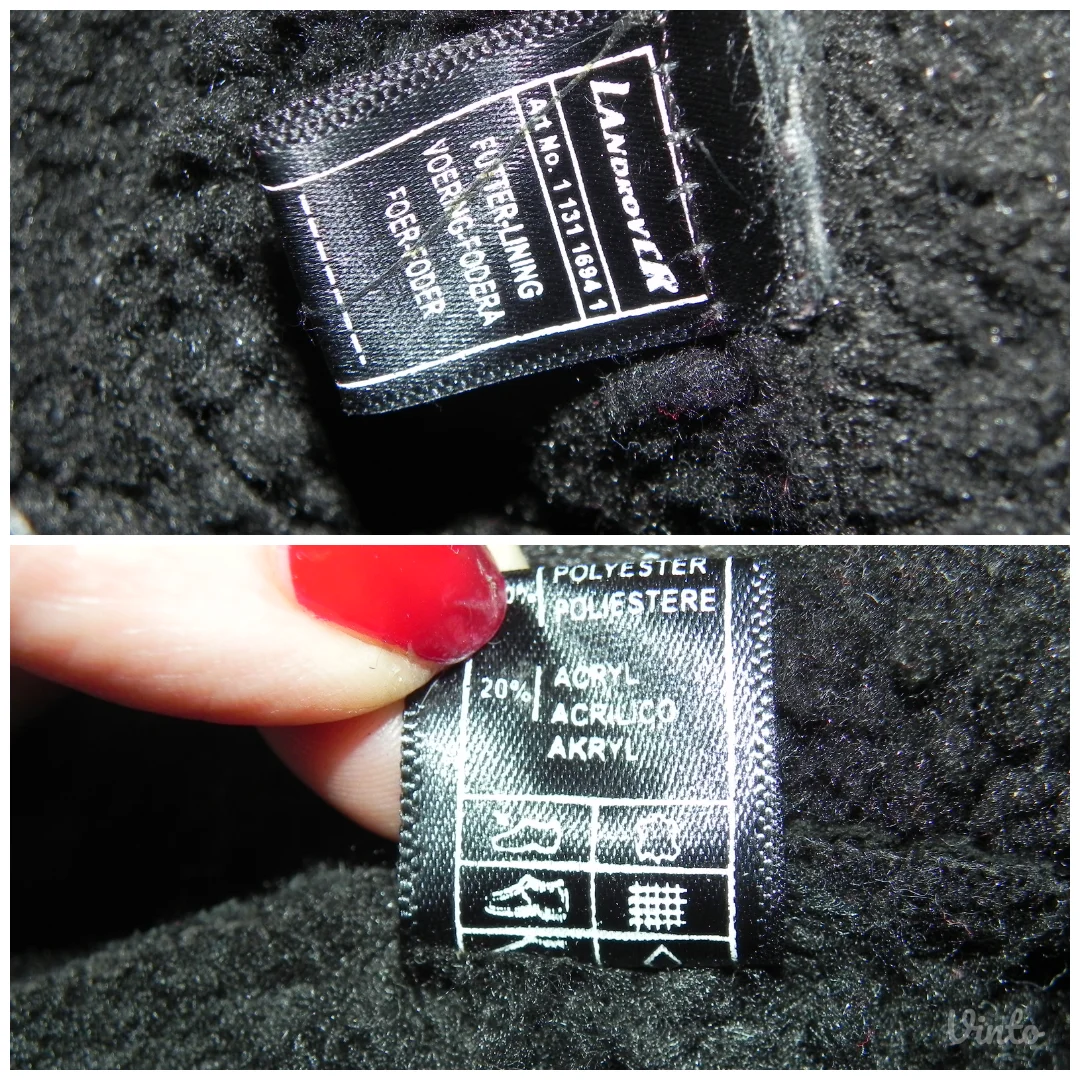 LANDROVER
Art No. 1 131 1694 1
FUTTER-LINING
VOERING-FODERA
FOER-FODER
POLYESTER
POLIESTERE
20% ACRYL
ACRILICO
AKRYL
Vinto